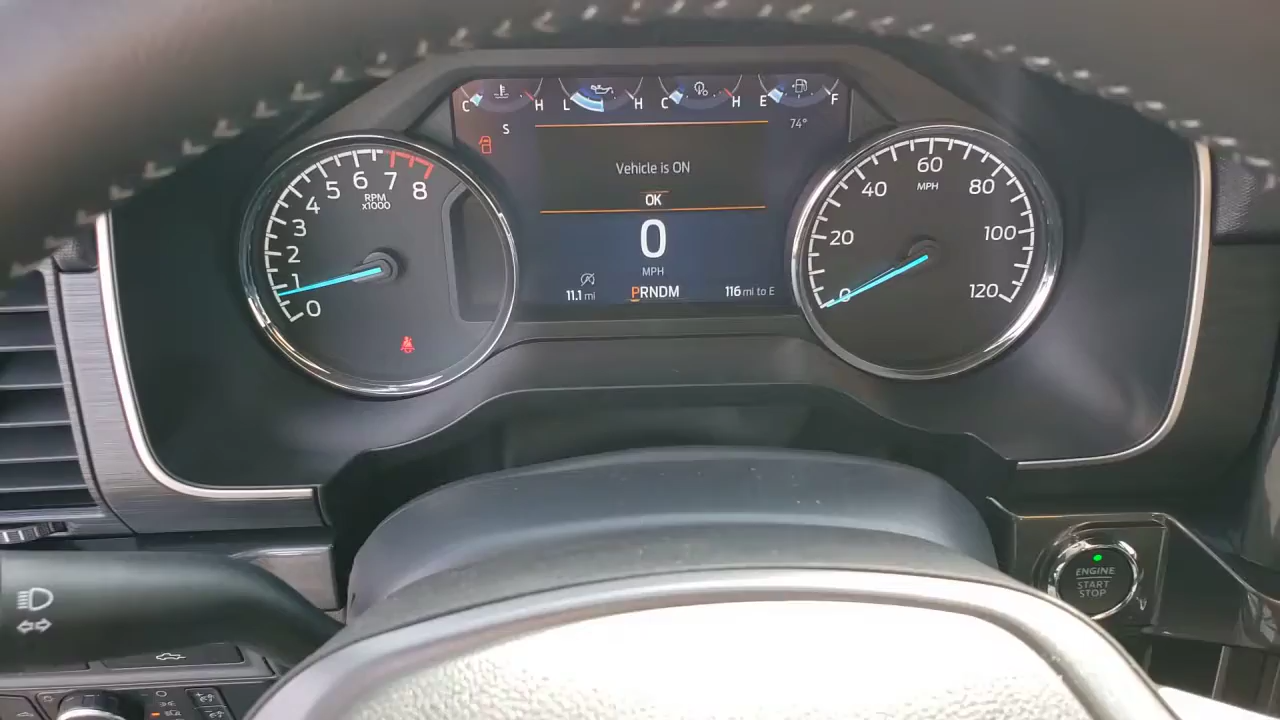 C H L H C H E F
S
74°
Vehicle is ON
OK
0
MPH
11.1 mi
PRNDM
116 mi to E
0 1 2 3 4 5 6 7 8
RPM
x1000
0 20 40 60 80 100 120
MPH
ENGINE
START
STOP